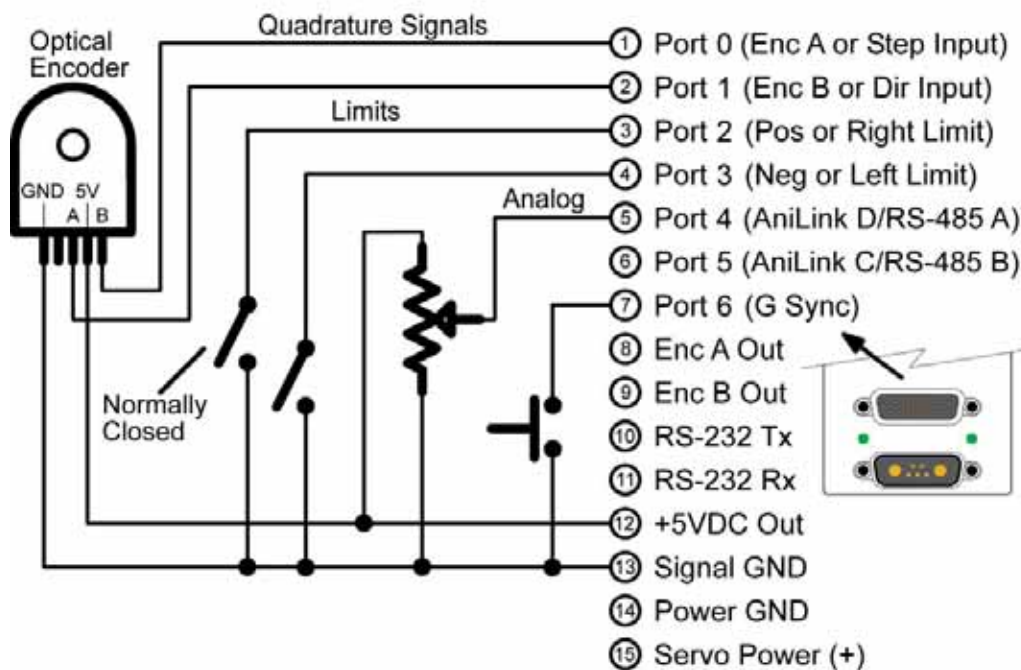 Quadrature Signals
Optical
Encoder
GND 5V
A B
Limits
Analog
Normally
Closed
1 Port 0 (Enc A or Step Input)
2 Port 1 (Enc B or Dir Input)
3 Port 2 (Pos or Right Limit)
4 Port 3 (Neg or Left Limit)
5 Port 4 (AniLink D/RS-485 A)
6 Port 5 (AniLink C/RS-485 B)
7 Port 6 (G Sync)
8 Enc A Out
9 Enc B Out
10 RS-232 Tx
11 RS-232 Rx
12 +5VDC Out
13 Signal GND
14 Power GND
15 Servo Power (+)